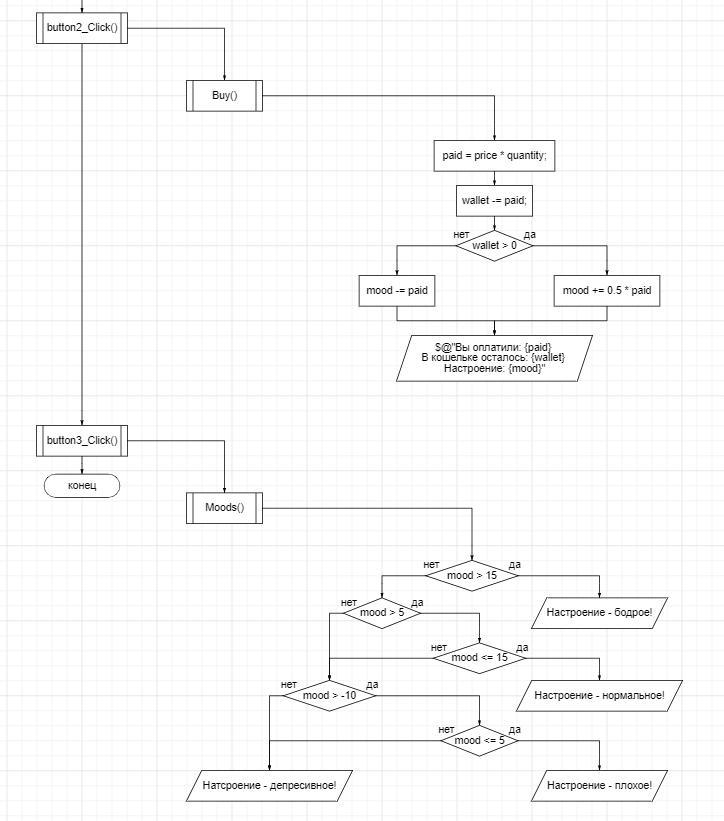 button2_Click()
Buy()
paid = price * quantity;
wallet -= paid;
нет
да
wallet > 0
mood -= paid
mood += 0.5 * paid
$@"Вы оплатили: {paid}
В кошельке осталось: {wallet}
Настроение: {mood}"
button3_Click()
конец
Moods()
нет
да
mood > 15
нет
да
mood > 5
Настроение - бодрое!
нет
да
mood <= 15
нет
да
mood > -10
Настроение - нормальное!
нет
да
mood <= 5
Натсроение - депресивное!
Настроение - плохое!